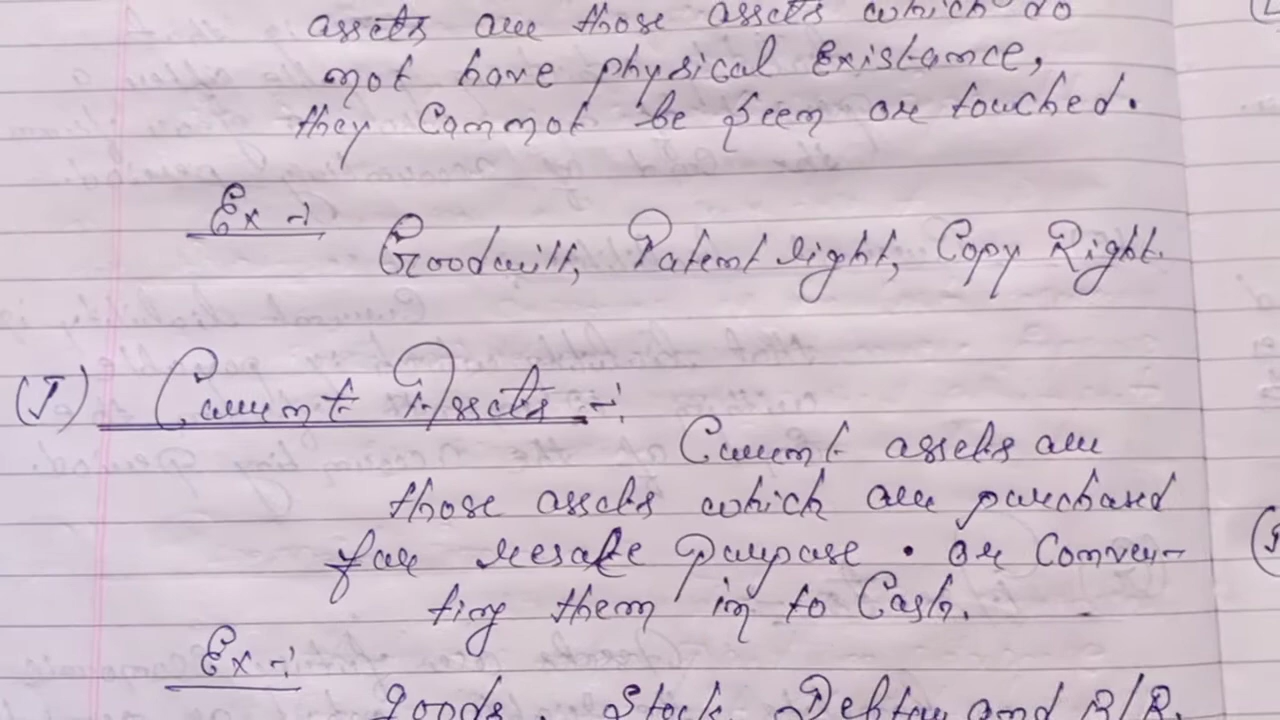 assets are those assets which do
not have physical Existance,
they Cannot be seen or touched.
Ex :-
Goodwill, Patent right, Copy Right.
(J) Current Assets :-
Current assets are
those assets which are purchased
for resale purpose . or Conver-
ting them in to Cash.
Ex :-
goods, Stock, Debtor and B/R,